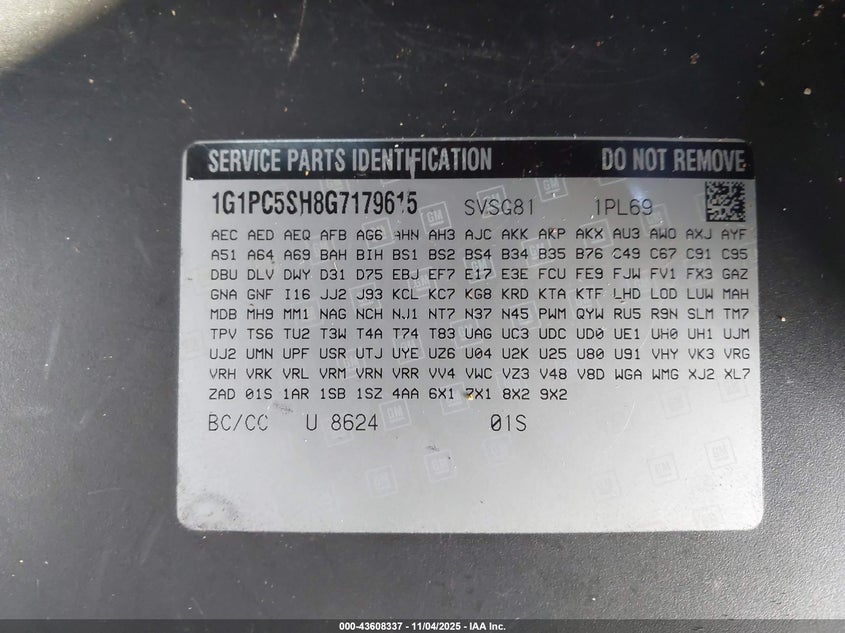 SERVICE PARTS IDENTIFICATION DO NOT REMOVE
1G1PC5SH8G7179615 SVSG81 1PL69
AEC AED AEQ AFB AG6 AHN AH3 AJC AKK AKP AKX AU3 AWO AXJ AYF
A51 A64 A69 BAH BIH BS1 BS2 BS4 B34 B35 B76 C49 C67 C91 C95
DBU DLV DWY D31 D75 EBJ EF7 E17 E3E FCU FE9 FJW FV1 FX3 GAZ
GNA GNF I16 JJ2 J93 KCL KC7 KG8 KRD KTA KTF LHD LOD LUW MAH
MDB MH9 MM1 NAG NCH NJ1 NT7 N37 N45 PWM QYW RU5 R9N SLM TM7
TPV TS6 TU2 T3W T4A T74 T83 UAG UC3 UDC UD0 UE1 UH0 UH1 UJM
UJ2 UMN UPF USR UTJ UYE UZ6 U04 U2K U25 U80 U91 VHY VK3 VRG
VRH VRK VRL VRM VRN VRR VV4 VWC VZ3 V48 V8D WGA WMG XJ2 XL7
ZAD 01S 1AR 1SB 1SZ 4AA 6X1 7X1 8X2 9X2
BC/CC U 8624 01S
000-43608337 - 11/04/2025 - IAA Inc.